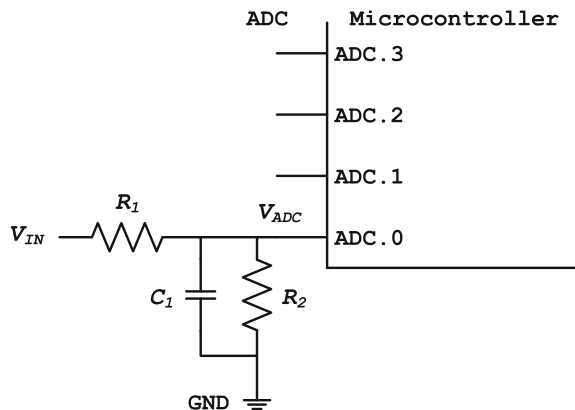 ADC Microcontroller
ADC.3
ADC.2
ADC.1
R1
VIN
VADC
ADC.0
C1
R2
GND